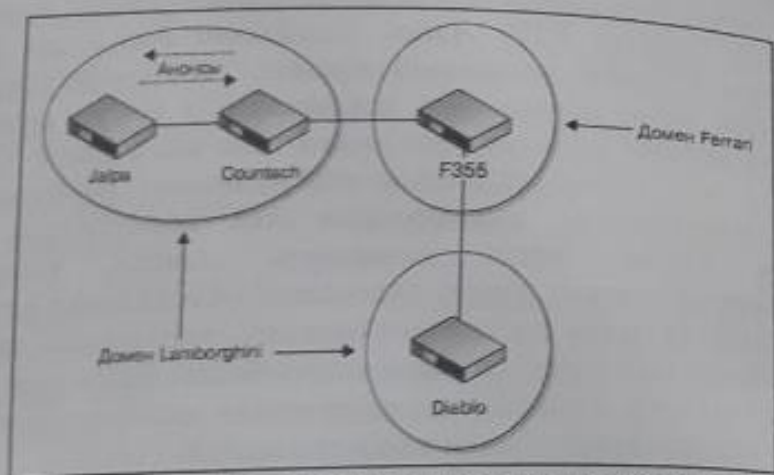 Анонсы
Jalpa
Countach
F355
Домен Ferrari
Домен Lamborghini
Diablo